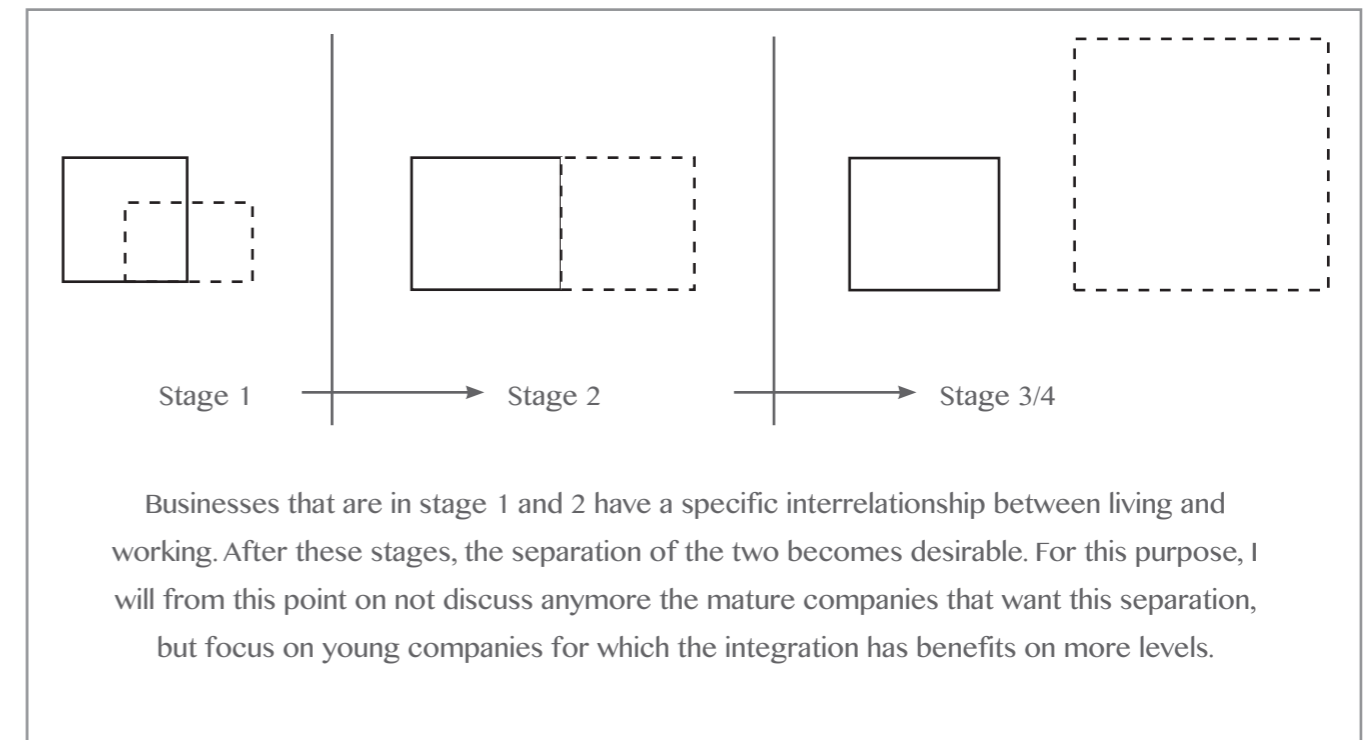 Stage 1
Stage 2
Stage 3/4
Businesses that are in stage 1 and 2 have a specific interrelationship between living and
working. After these stages, the separation of the two becomes desirable. For this purpose, I
will from this point on not discuss anymore the mature companies that want this separation,
but focus on young companies for which the integration has benefits on more levels.